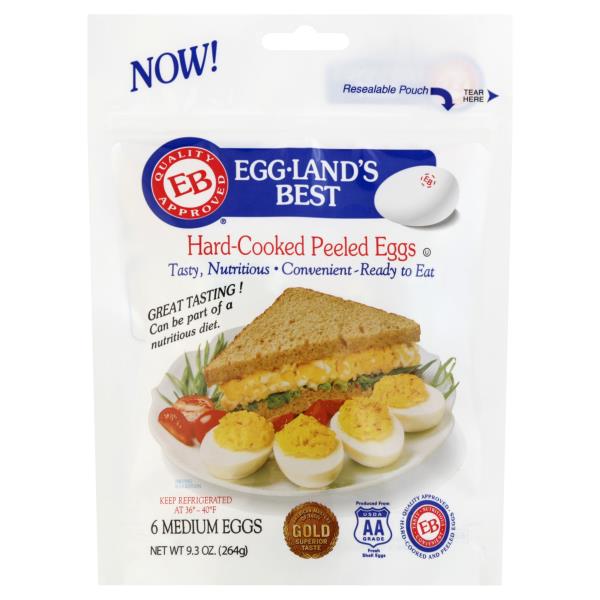 NOW!
Resealable Pouch
TEAR
HERE
QUALITY
EB
APPROVED
®
EGG·LAND'S
BEST
EB
Hard-Cooked Peeled Eggs
Tasty, Nutritious • Convenient - Ready to Eat
GREAT TASTING!
Can be part of a
nutritious diet.
KEEP REFRIGERATED
AT 36° - 40°F
6 MEDIUM EGGS
NET WT 9.3 OZ. (264g)
GOLD
SUPERIOR
TASTE
Produced From
USDA
AA
GRADE
Fresh
Shell Eggs
QUALITY APPROVED
HARD-COOKED AND PEELED EGGS
TASTE • NUTRITION
CONVENIENCE
EB